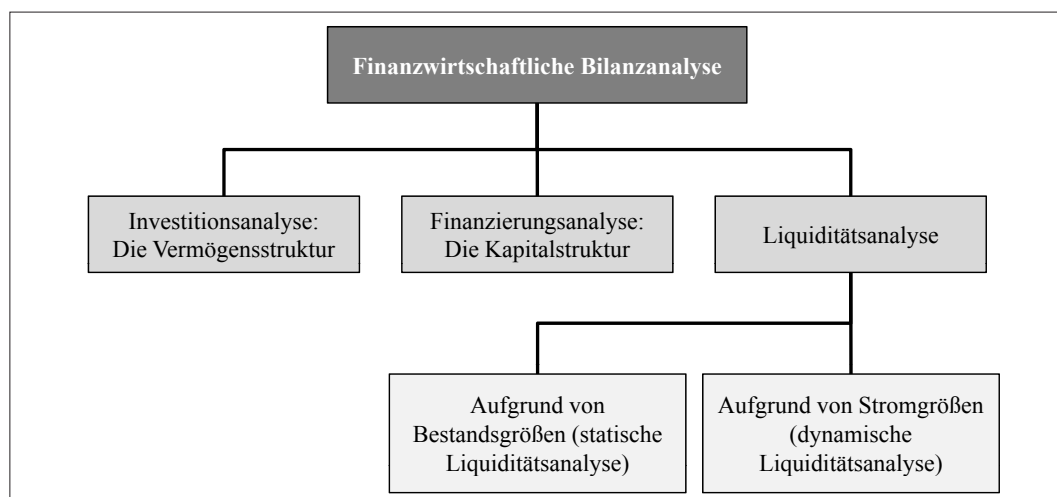 Finanzwirtschaftliche Bilanzanalyse
Investitionsanalyse:
Die Vermögensstruktur
Finanzierungsanalyse:
Die Kapitalstruktur
Liquiditätsanalyse
Aufgrund von
Bestandsgrößen (statische
Liquiditätsanalyse)
Aufgrund von Stromgrößen
(dynamische
Liquiditätsanalyse)